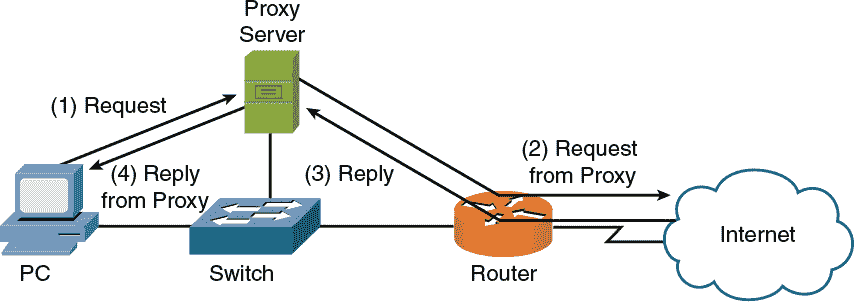 Proxy
Server
(1) Request
(4) Reply
from Proxy
(3) Reply
(2) Request
from Proxy
Internet
PC
Switch
Router